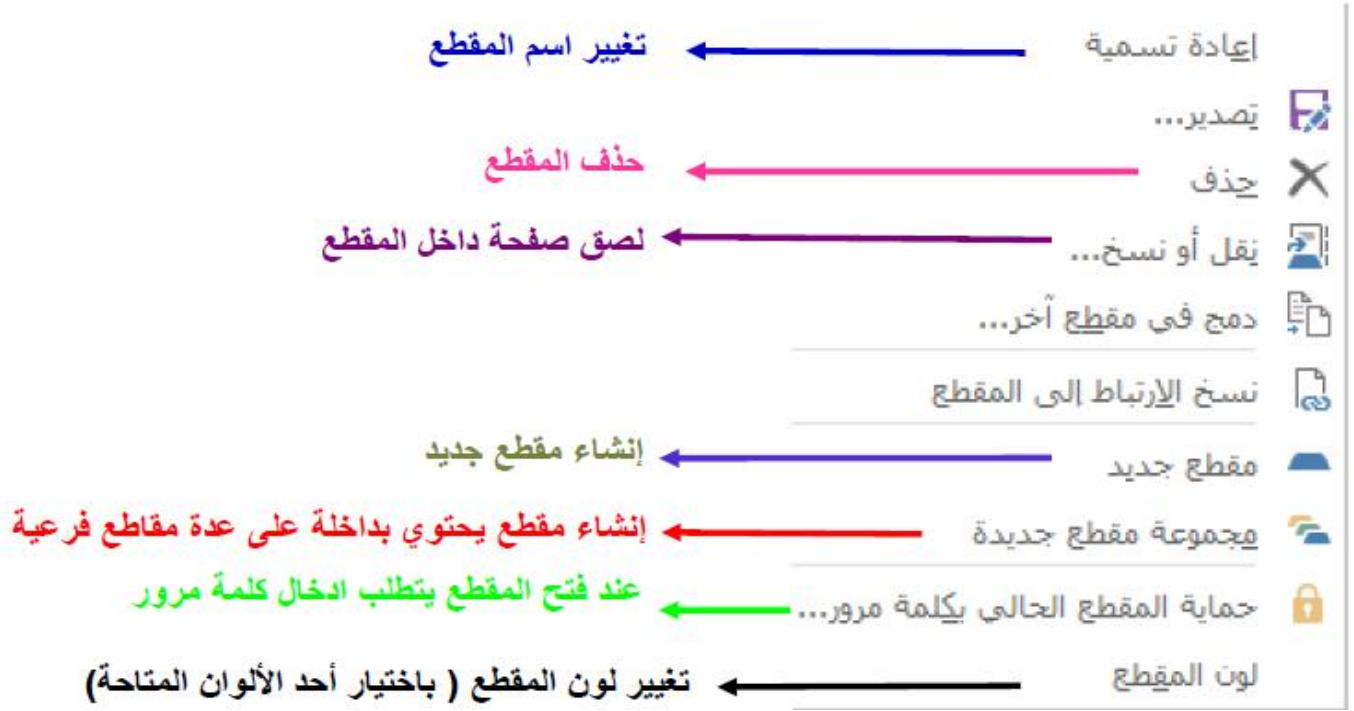 إعادة تسمية
تغيير اسم المقطع
تصدير...
حذف
حذف المقطع
نقل أو نسخ...
لصق صفحة داخل المقطع
دمج في مقطع آخر...
نسخ الارتباط إلى المقطع
مقطع جديد
إنشاء مقطع جديد
مجموعة مقطع جديدة
إنشاء مقطع يحتوي بداخلة على عدة مقاطع فرعية
حماية المقطع الحالي بكلمة مرور...
عند فتح المقطع يتطلب ادخال كلمة مرور
لون المقطع
تغيير لون المقطع ( باختيار أحد الألوان المتاحة)